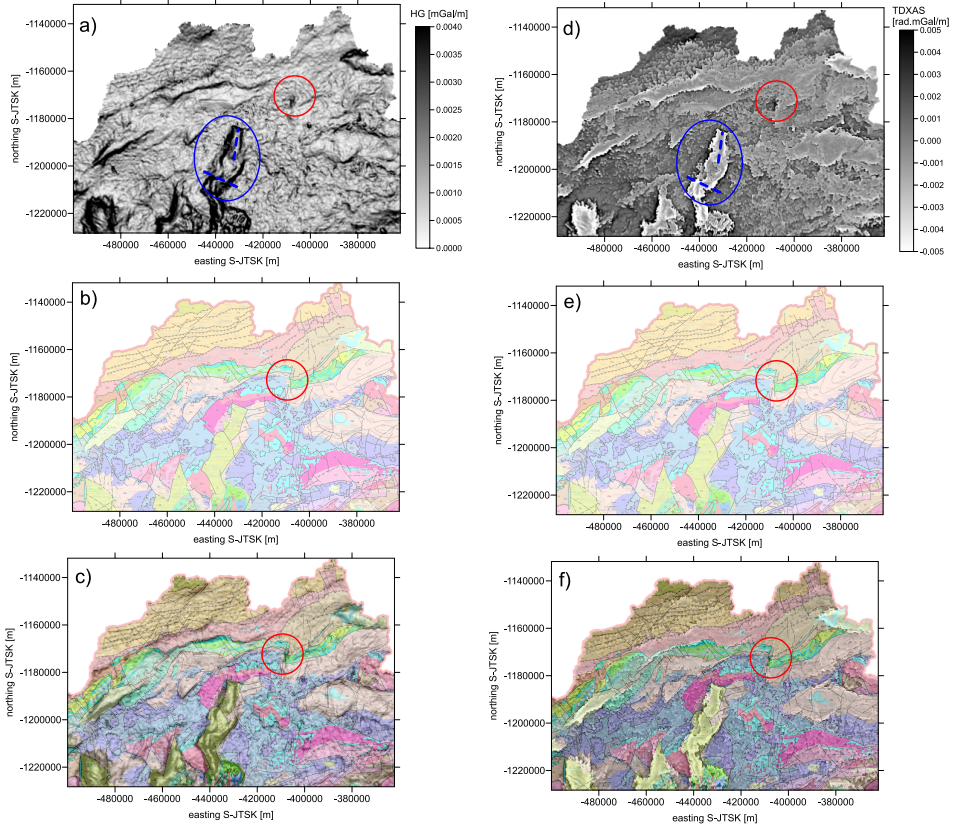 a)
HG [mGal/m]
0.0040
0.0035
0.0030
0.0025
0.0020
0.0015
0.0010
0.0005
0.0000
-1140000
-1160000
-1180000
-1200000
-1220000
northing S-JTSK [m]
-480000 -460000 -440000 -420000 -400000 -380000
easting S-JTSK [m]
d)
TDXAS
[rad.mGal/m]
0.005
0.004
0.003
0.002
0.001
0.000
-0.001
-0.002
-0.003
-0.004
-0.005
-1140000
-1160000
-1180000
-1200000
-1220000
northing S-JTSK [m]
-480000 -460000 -440000 -420000 -400000 -380000
easting S-JTSK [m]
b)
-1140000
-1160000
-1180000
-1200000
-1220000
northing S-JTSK [m]
-480000 -460000 -440000 -420000 -400000 -380000
easting S-JTSK [m]
e)
-1140000
-1160000
-1180000
-1200000
-1220000
northing S-JTSK [m]
-480000 -460000 -440000 -420000 -400000 -380000
easting S-JTSK [m]
c)
-1140000
-1160000
-1180000
-1200000
-1220000
northing S-JTSK [m]
-480000 -460000 -440000 -420000 -400000 -380000
easting S-JTSK [m]
f)
-1140000
-1160000
-1180000
-1200000
-1220000
northing S-JTSK [m]
-480000 -460000 -440000 -420000 -400000 -380000
easting S-JTSK [m]